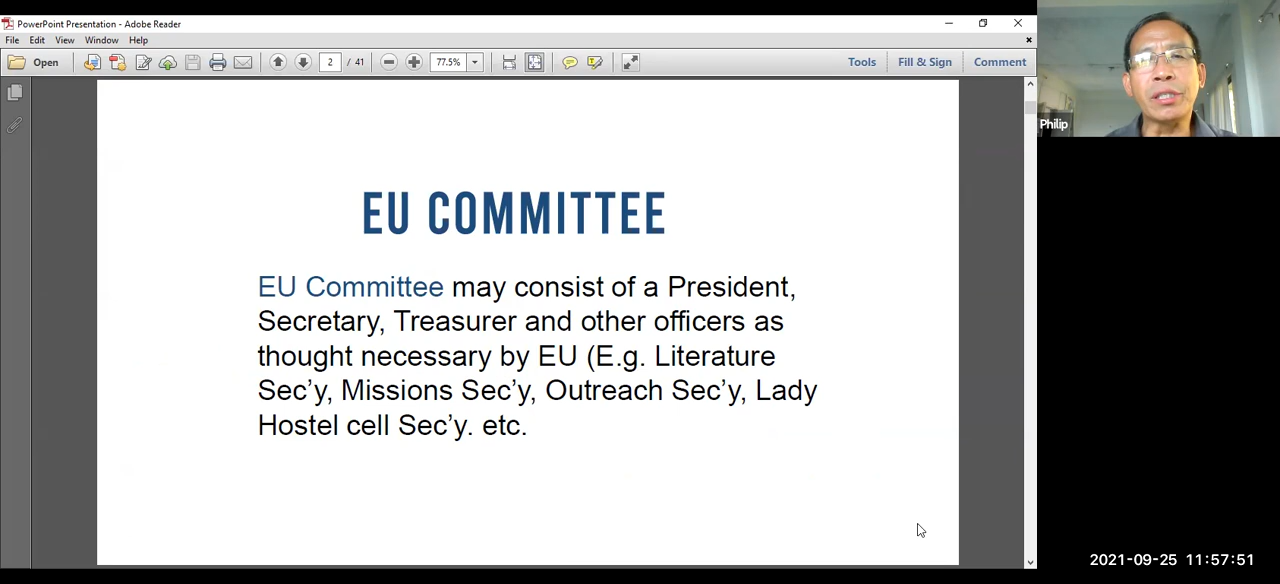 PowerPoint Presentation - Adobe Reader
File Edit View Window Help
Open 2 / 41 77.5% Tools Fill & Sign Comment
Philip
EU COMMITTEE
EU Committee may consist of a President,
Secretary, Treasurer and other officers as
thought necessary by EU (E.g. Literature
Sec’y, Missions Sec’y, Outreach Sec’y, Lady
Hostel cell Sec’y. etc.
2021-09-25 11:57:51